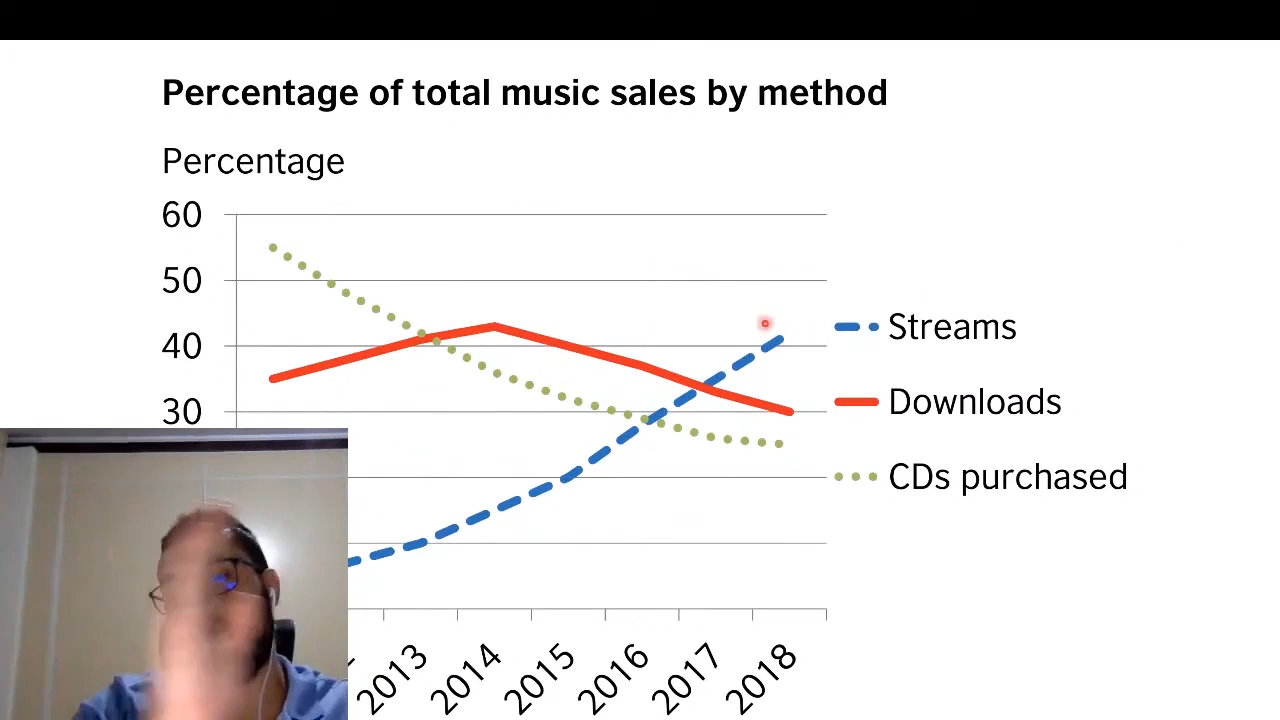 Percentage of total music sales by method
Percentage
60
50
40
30
Streams
Downloads
CDs purchased
2013
2014
2015
2016
2017
2018